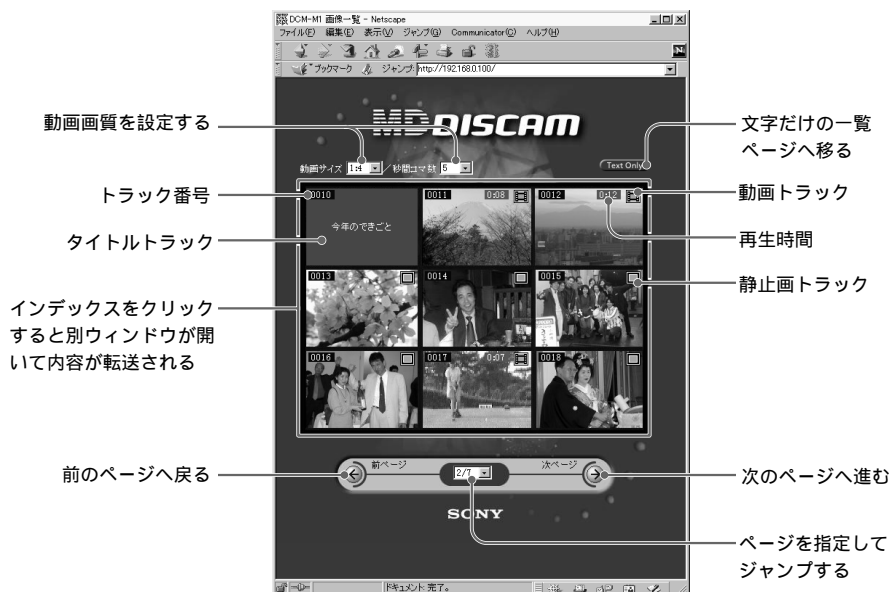 DCM-M1 画像一覧 - Netscape
ファイル(F) 編集(E) 表示(V) ジャンプ(G) Communicator(C) ヘルプ(H)
ブックマーク ジャンプ: http://192.168.0.100/
MD DISCAM
動画画質を設定する
文字だけの一覧
ページへ移る
動画サイズ 1:4 / 秒間コマ数 5
Text Only
トラック番号
動画トラック
0010
0011 0:08
0012 0:12
今年のできごと
タイトルトラック
再生時間
静止画トラック
0013
0014
0015
インデックスをクリック
すると別ウィンドウが開
いて内容が転送される
0016
0017 0:07
0018
前のページへ戻る
前ページ
2/7
次ページ
次のページへ進む
SONY
ページを指定して
ジャンプする
ドキュメント: 完了。